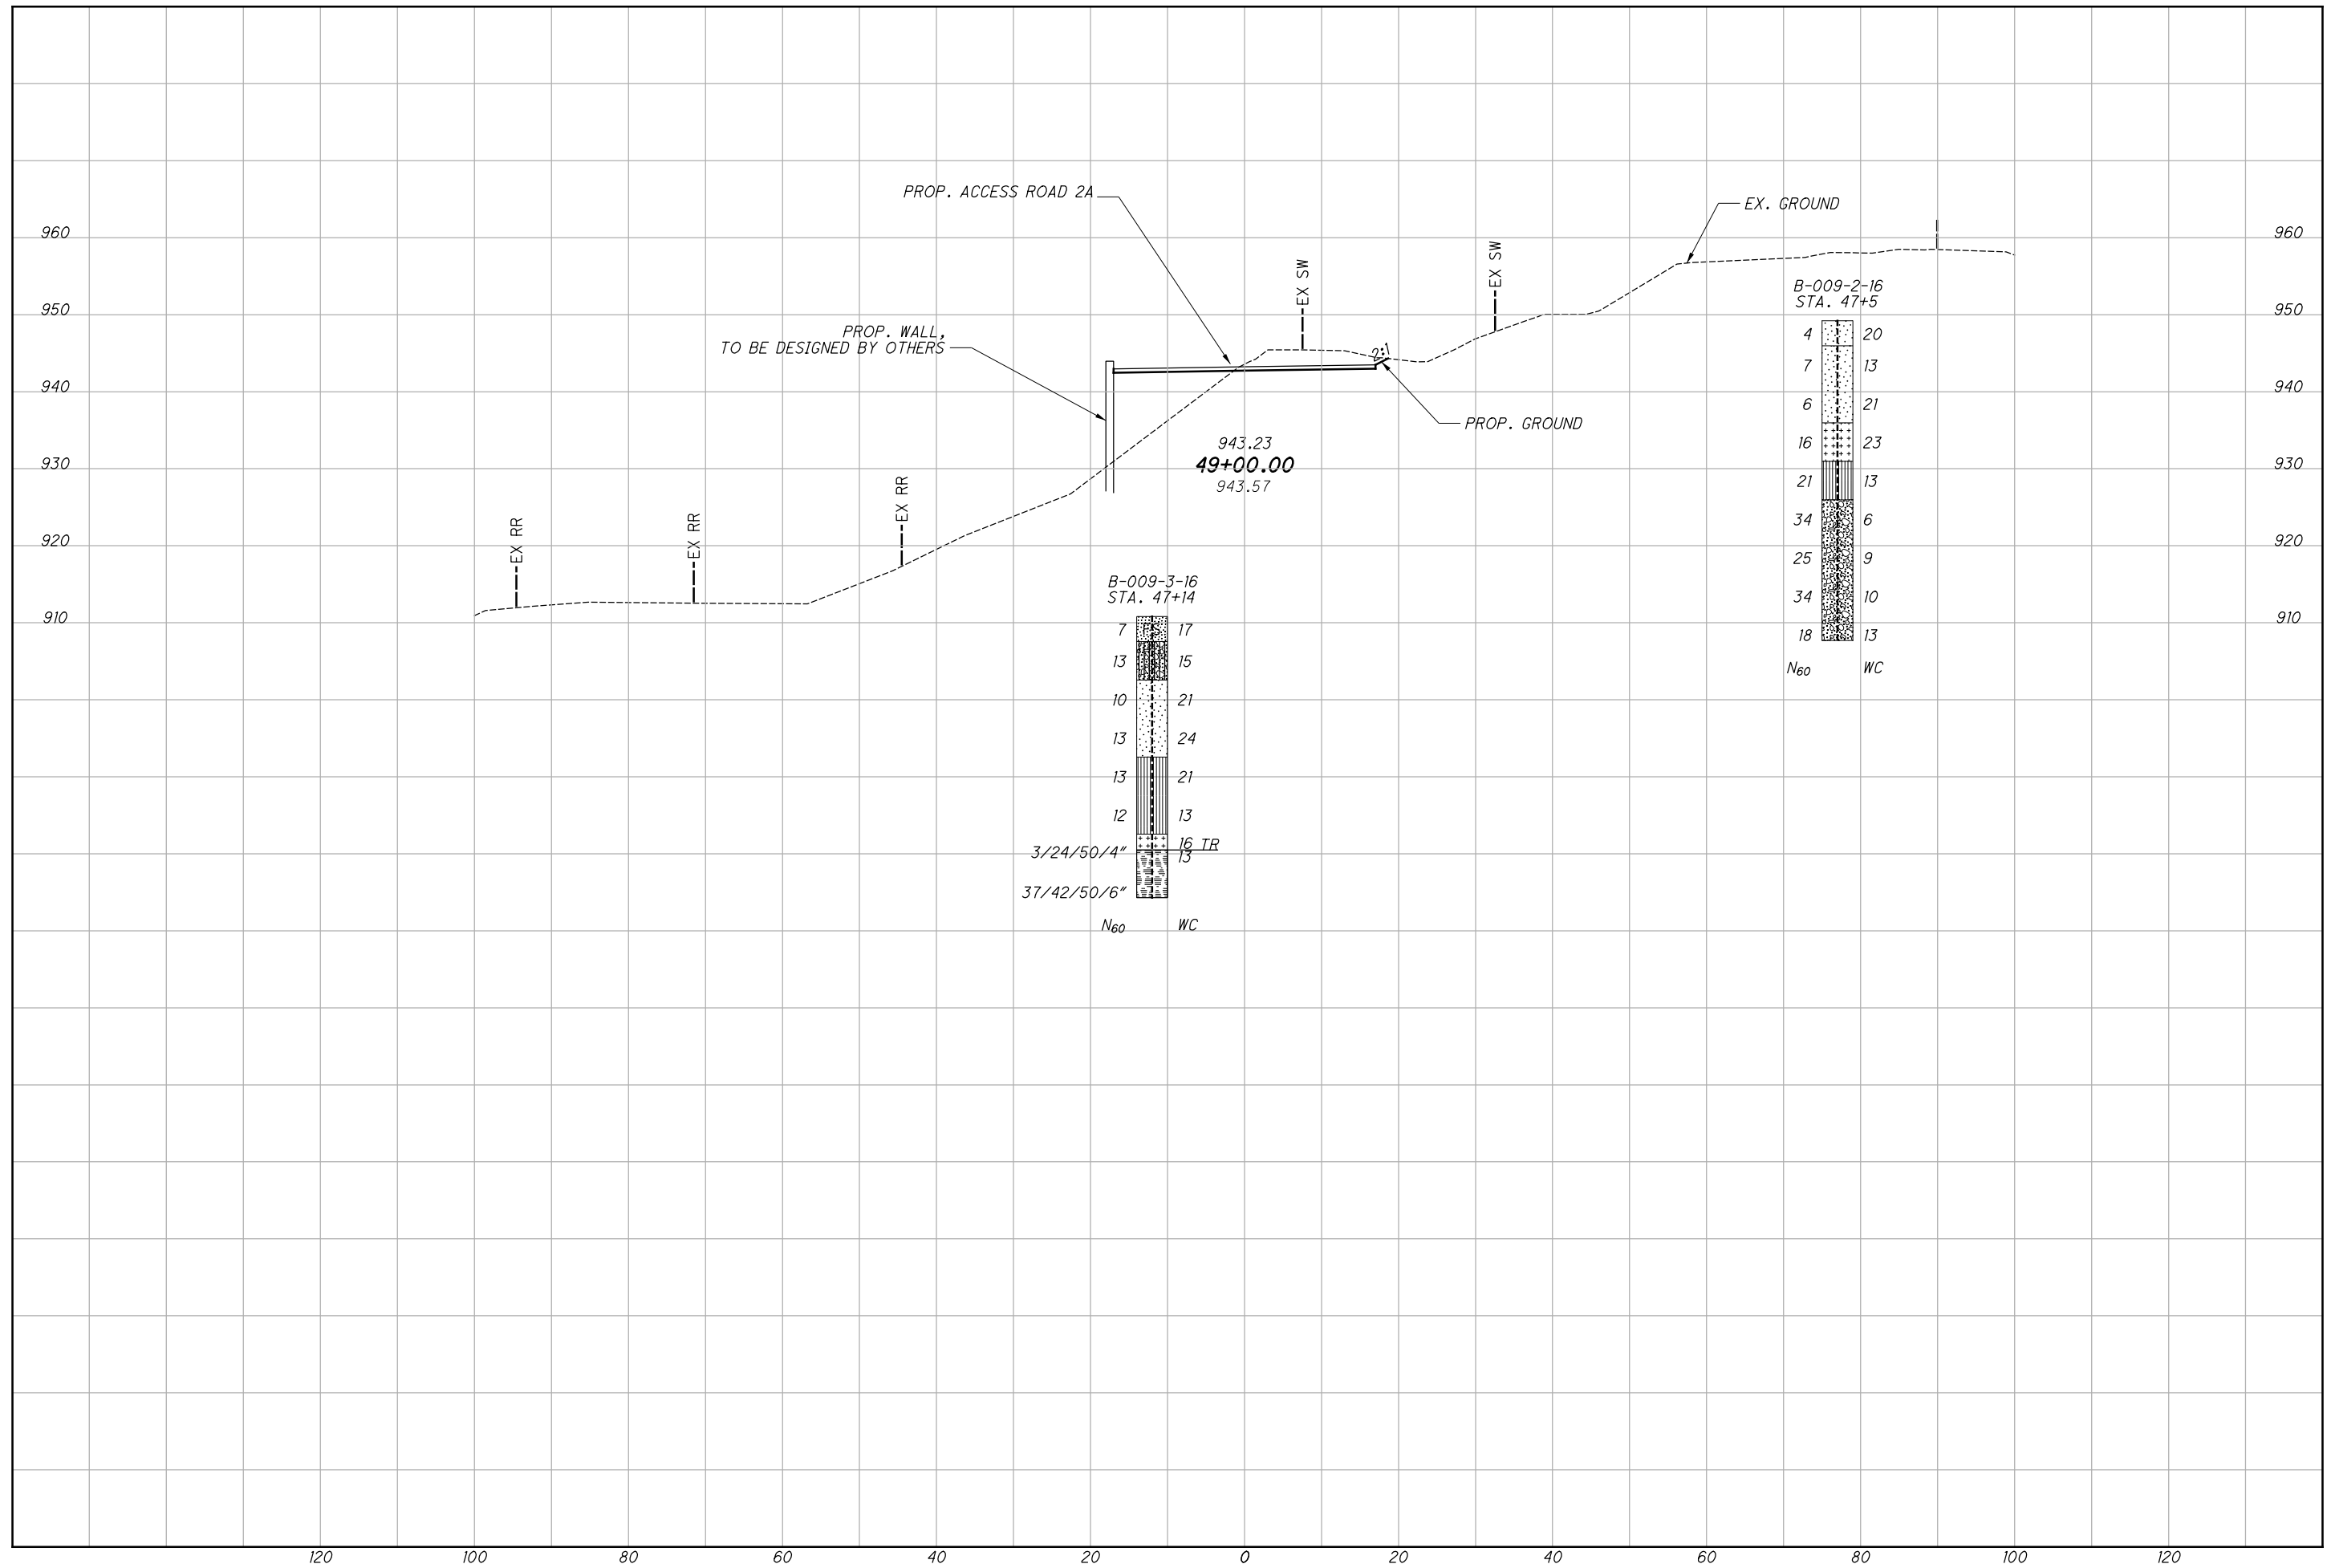 PROP. ACCESS ROAD 2A
EX. GROUND
960
960
EX SW
EX SW
B-009-2-16
STA. 47+5
950
950
PROP. WALL,
TO BE DESIGNED BY OTHERS
2:1
4 20
7 13
940
940
6 21
PROP. GROUND
943.23
16 23
930
49+00.00
930
943.57
21 13
EX RR
EX RR
EX RR
34 6
920
920
25 9
B-009-3-16
STA. 47+14
34 10
910
910
7 FS 17
18 13
13 15
N60 WC
10 21
13 24
13 21
12 13
16 TR
3/24/50/4"
13
37/42/50/6"
N60 WC
120 100 80 60 40 20 0 20 40 60 80 100 120